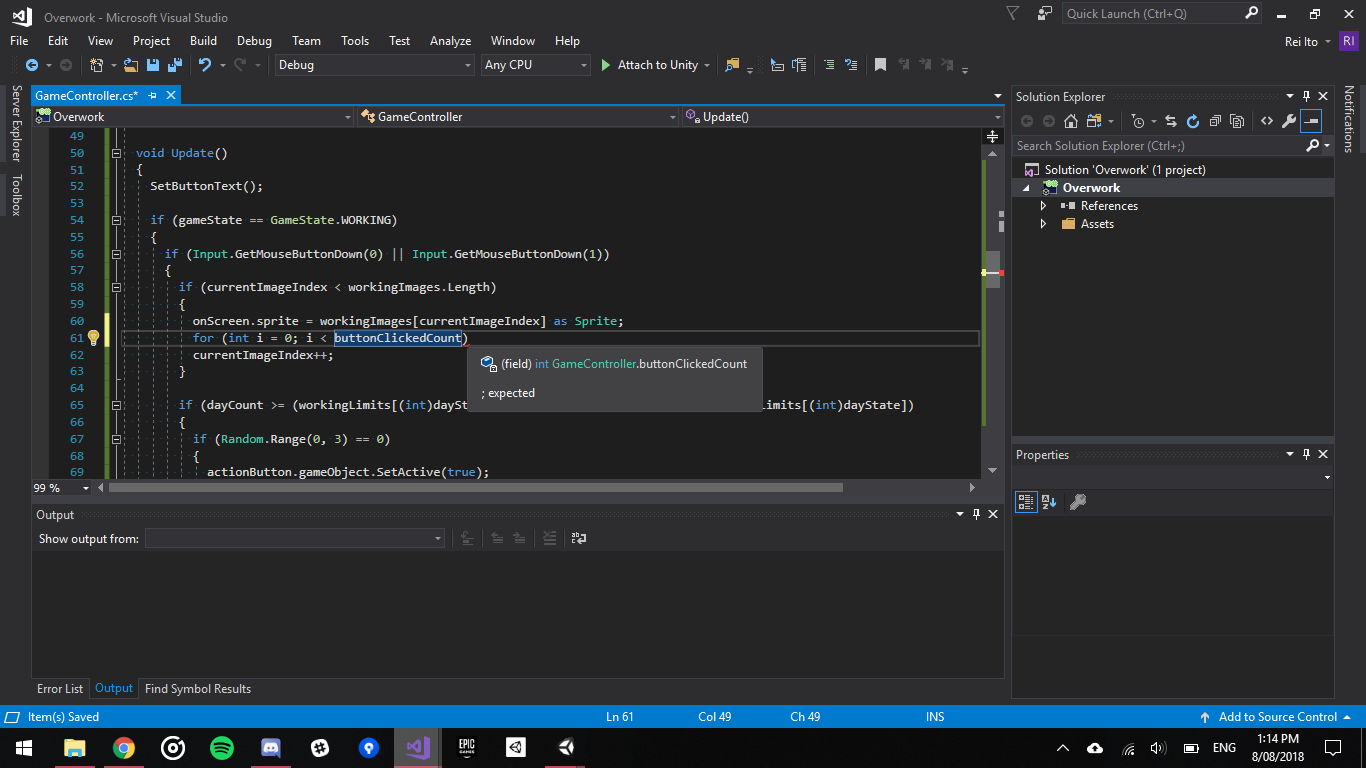 Overwork - Microsoft Visual Studio
Quick Launch (Ctrl+Q)
File Edit View Project Build Debug Team Tools Test Analyze Window Help
Rei Ito RI
Debug Any CPU Attach to Unity
Server Explorer
Toolbox
GameController.cs*
Overwork GameController Update()
49
50 void Update()
51 {
52 SetButtonText();
53
54 if (gameState == GameState.WORKING)
55 {
56 if (Input.GetMouseButtonDown(0) || Input.GetMouseButtonDown(1))
57 {
58 if (currentImageIndex < workingImages.Length)
59 {
60 onScreen.sprite = workingImages[currentImageIndex] as Sprite;
61 for (int i = 0; i < buttonClickedCount)
62 currentImageIndex++;
63 }
(field) int GameController.buttonClickedCount
; expected
64
65 if (dayCount >= (workingLimits[(int)daySt Limits[(int)dayState])
66 {
67 if (Random.Range(0, 3) == 0)
68 {
69 actionButton.gameObject.SetActive(true);
99 %
Output
Show output from:
Error List Output Find Symbol Results
Solution Explorer
Search Solution Explorer (Ctrl+;)
Solution 'Overwork' (1 project)
Overwork
References
Assets
Properties
Notifications
Item(s) Saved Ln 61 Col 49 Ch 49 INS Add to Source Control
EPIC
GAMES
ENG
1:14 PM
8/08/2018